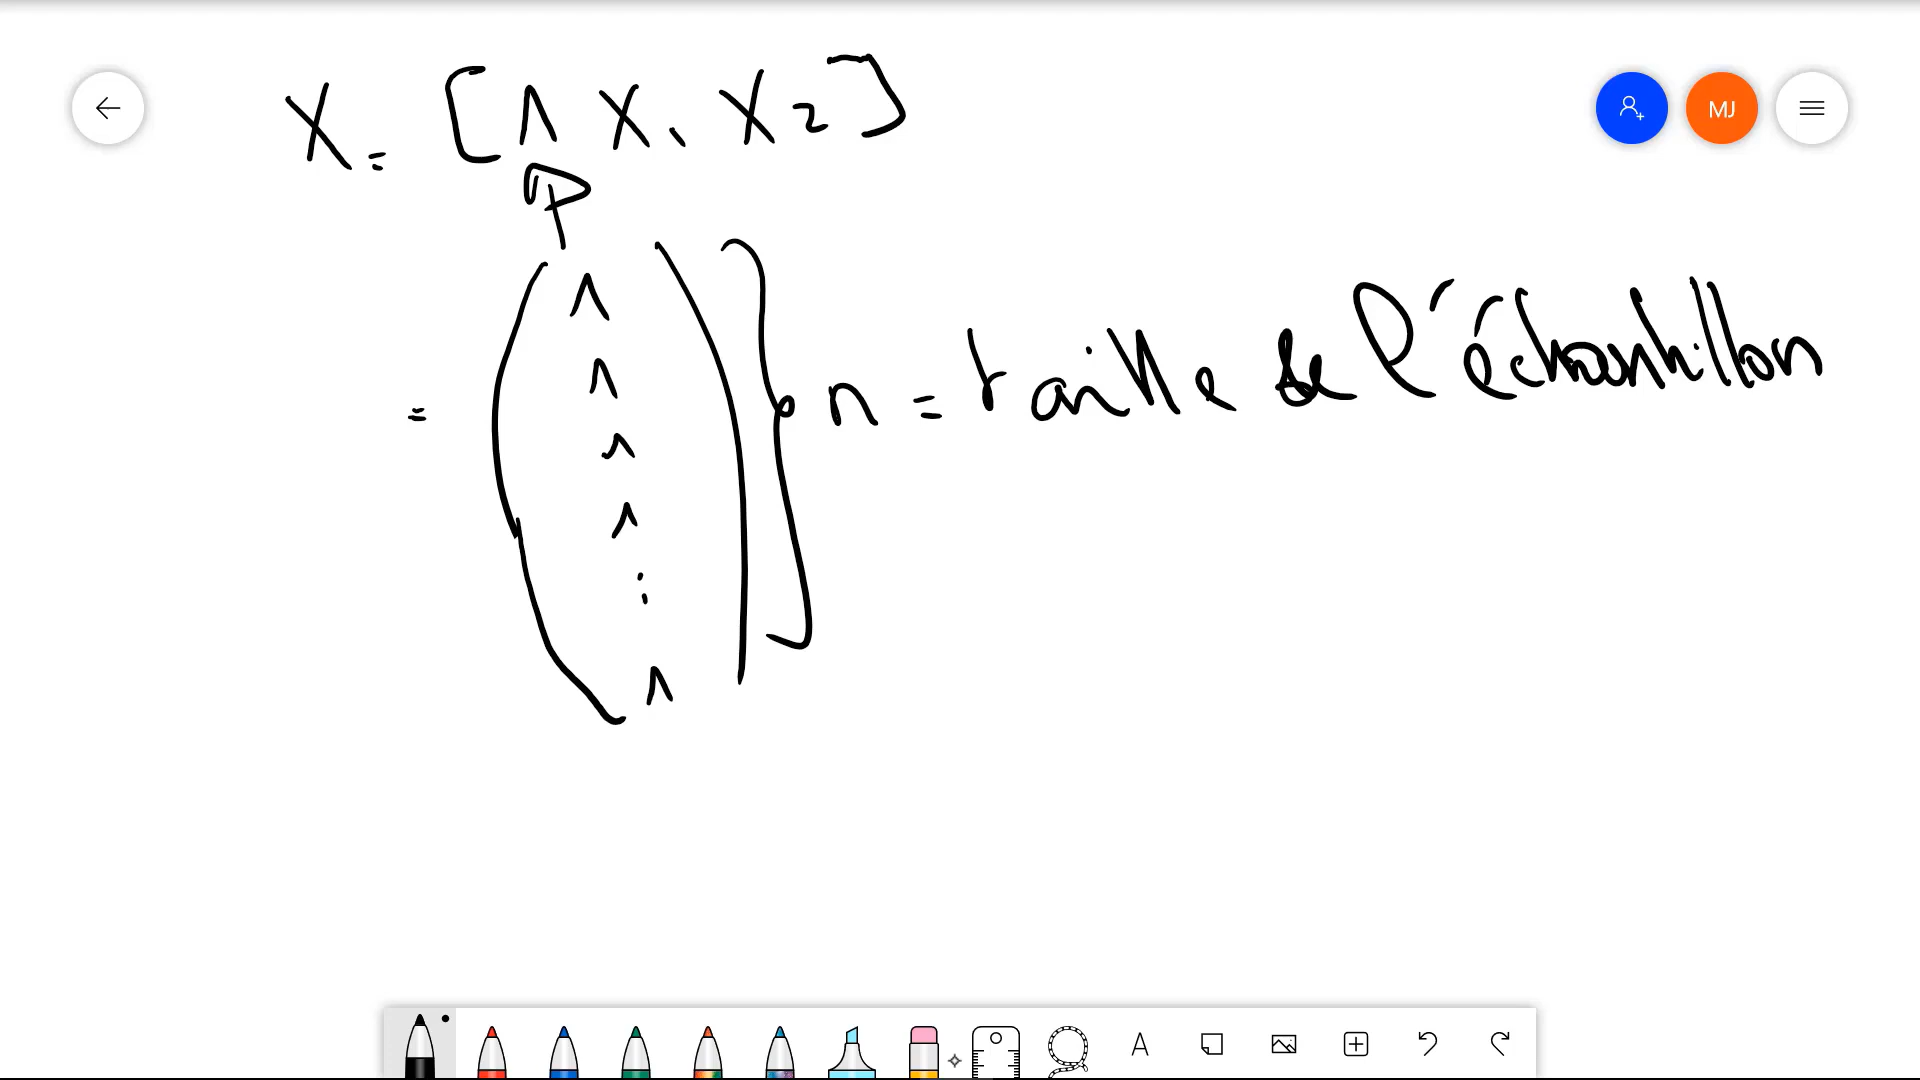 X = [1 X1 X2]
MJ
= ( 1
1
1
1
:
1 ) } n = taille de l'échantillon
A